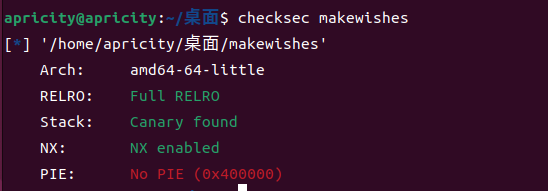 apricity@apricity:~/桌面$ checksec makewishes
[*] '/home/apricity/桌面/makewishes'
Arch: amd64-64-little
RELRO: Full RELRO
Stack: Canary found
NX: NX enabled
PIE: No PIE (0x400000)